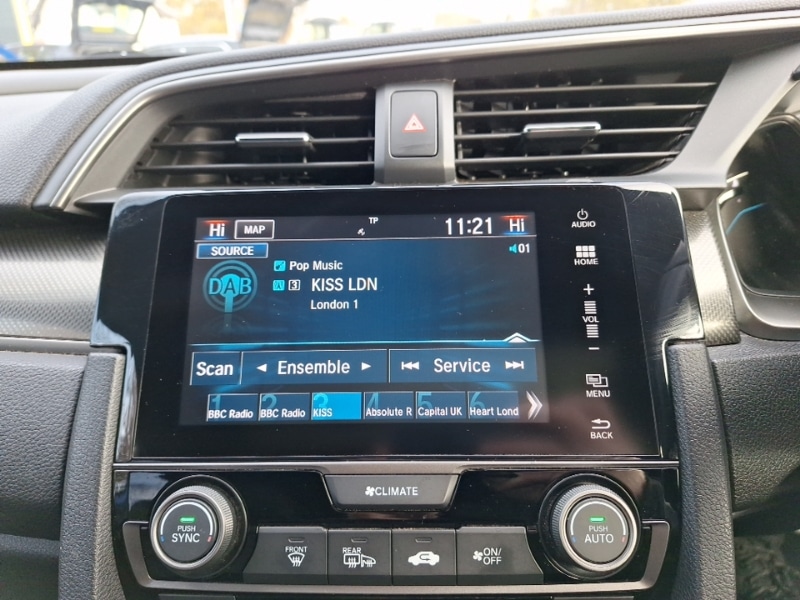 TP
Hi MAP 11:21 Hi
SOURCE
01
DAB
Pop Music
A 3 KISS LDN
London 1
Scan Ensemble Service
1 2 3 4 5 6
BBC Radio BBC Radio KISS Absolute R Capital UK Heart Lond
AUDIO
HOME
+
VOL
-
MENU
BACK
CLIMATE
PUSH
SYNC
FRONT
REAR
ON/
OFF
PUSH
AUTO